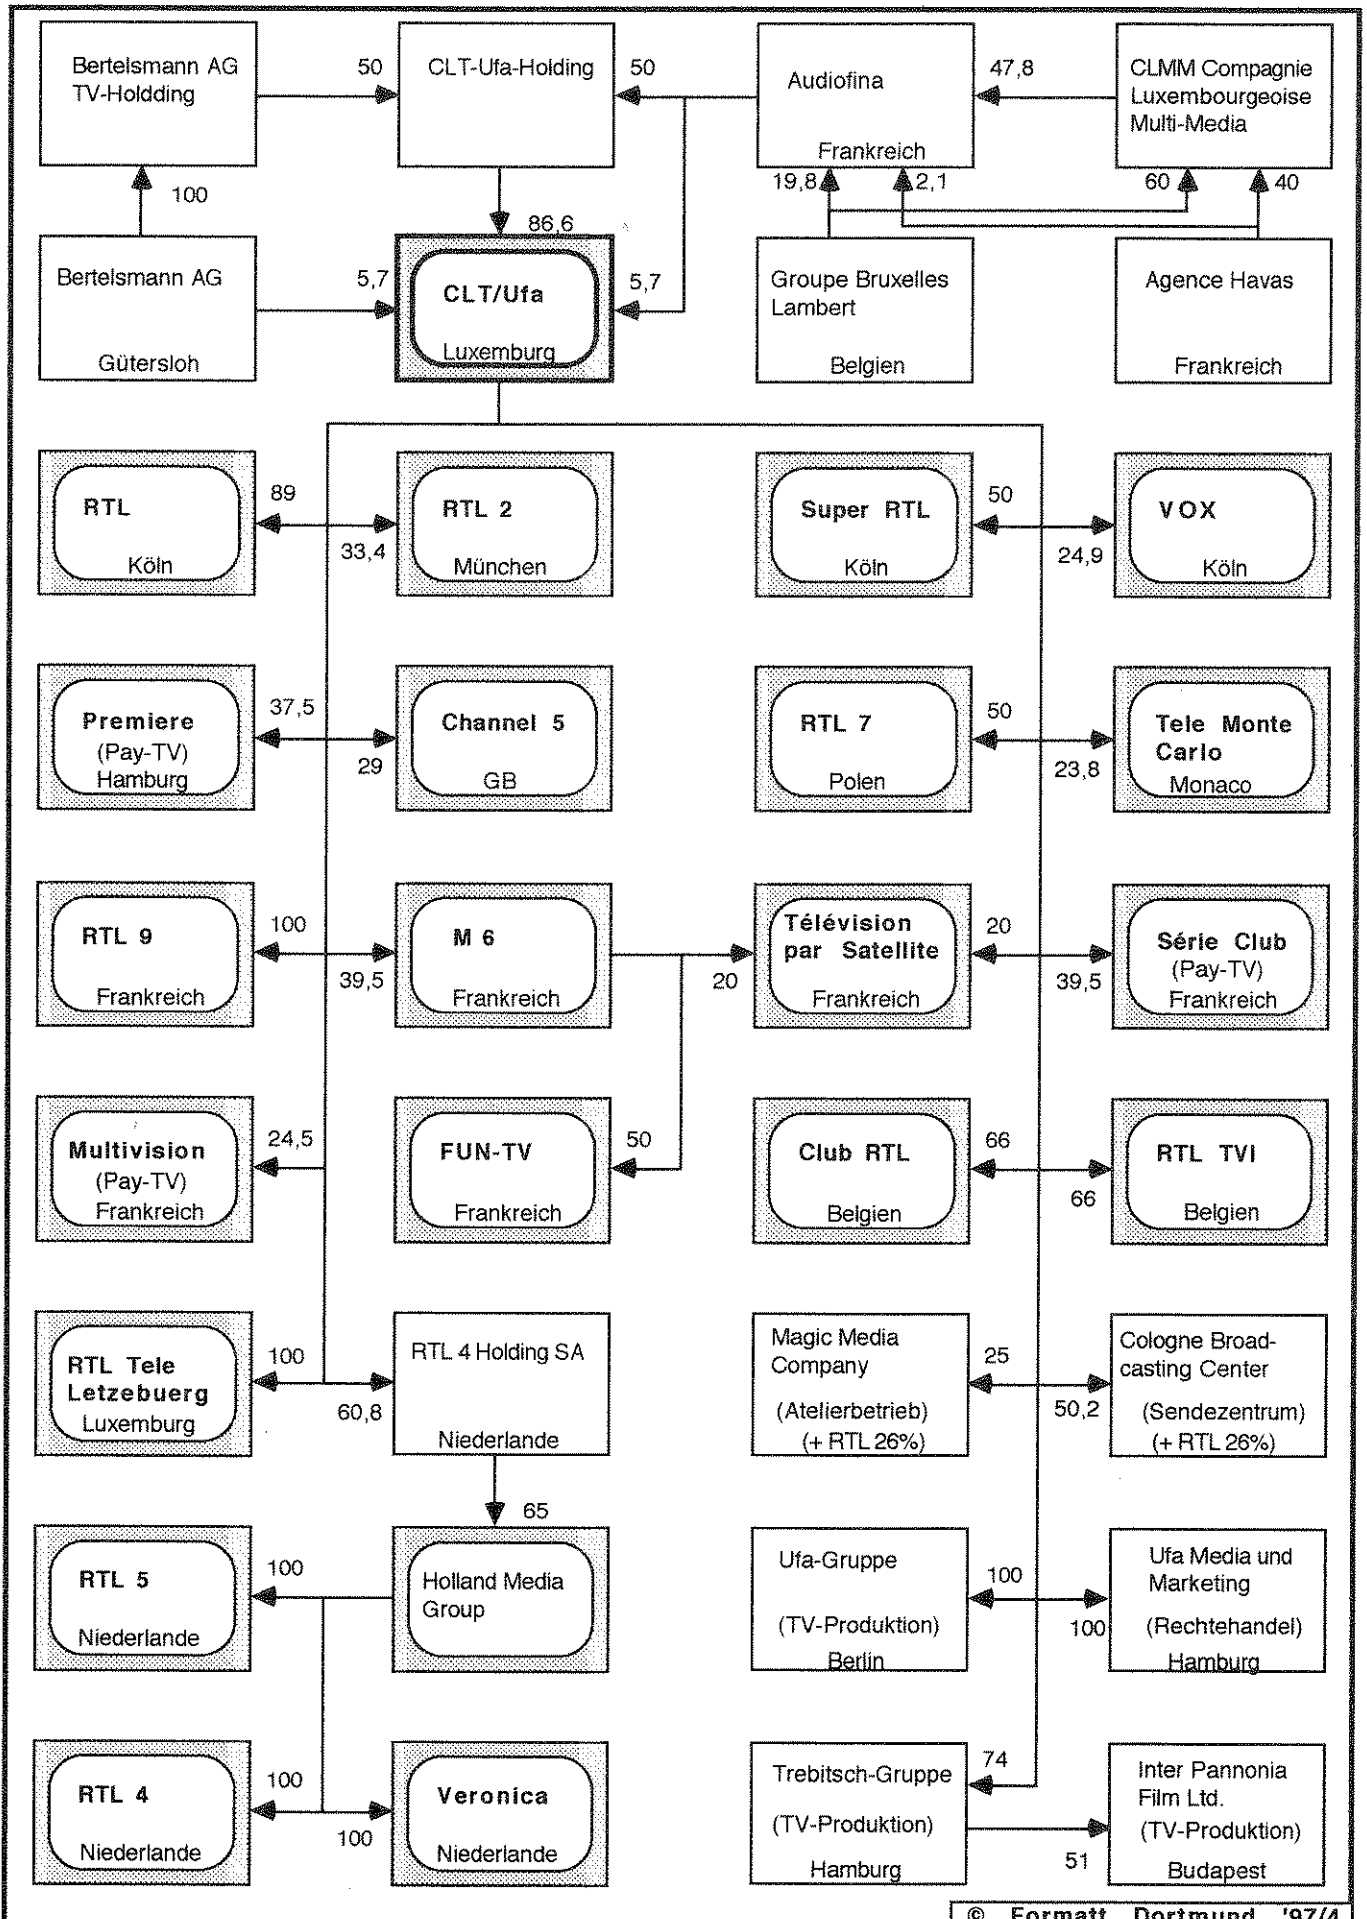 Bertelsmann AG
TV-Holdding
50
CLT-Ufa-Holding
50
Audiofina
Frankreich
47,8
CLMM Compagnie
Luxembourgeoise
Multi-Media
100
86,6
19,8
2,1
60
40
Bertelsmann AG
Gütersloh
5,7
CLT/Ufa
Luxemburg
5,7
Groupe Bruxelles
Lambert
Belgien
Agence Havas
Frankreich
RTL
Köln
89
33,4
RTL 2
München
Super RTL
Köln
50
24,9
VOX
Köln
Premiere
(Pay-TV)
Hamburg
37,5
29
Channel 5
GB
RTL 7
Polen
50
23,8
Tele Monte
Carlo
Monaco
RTL 9
Frankreich
100
39,5
M 6
Frankreich
20
Télévision
par Satellite
Frankreich
20
39,5
Série Club
(Pay-TV)
Frankreich
Multivision
(Pay-TV)
Frankreich
24,5
FUN-TV
Frankreich
50
Club RTL
Belgien
66
66
RTL TVI
Belgien
RTL Tele
Letzebuerg
Luxemburg
100
60,8
RTL 4 Holding SA
Niederlande
Magic Media
Company
(Atelierbetrieb)
(+ RTL 26%)
25
50,2
Cologne Broad-
casting Center
(Sendezentrum)
(+ RTL 26%)
65
RTL 5
Niederlande
100
Holland Media
Group
Ufa-Gruppe
(TV-Produktion)
Berlin
100
100
Ufa Media und
Marketing
(Rechtehandel)
Hamburg
RTL 4
Niederlande
100
100
Veronica
Niederlande
Trebitsch-Gruppe
(TV-Produktion)
Hamburg
74
51
Inter Pannonia
Film Ltd.
(TV-Produktion)
Budapest
© Formatt Dortmund '97/4